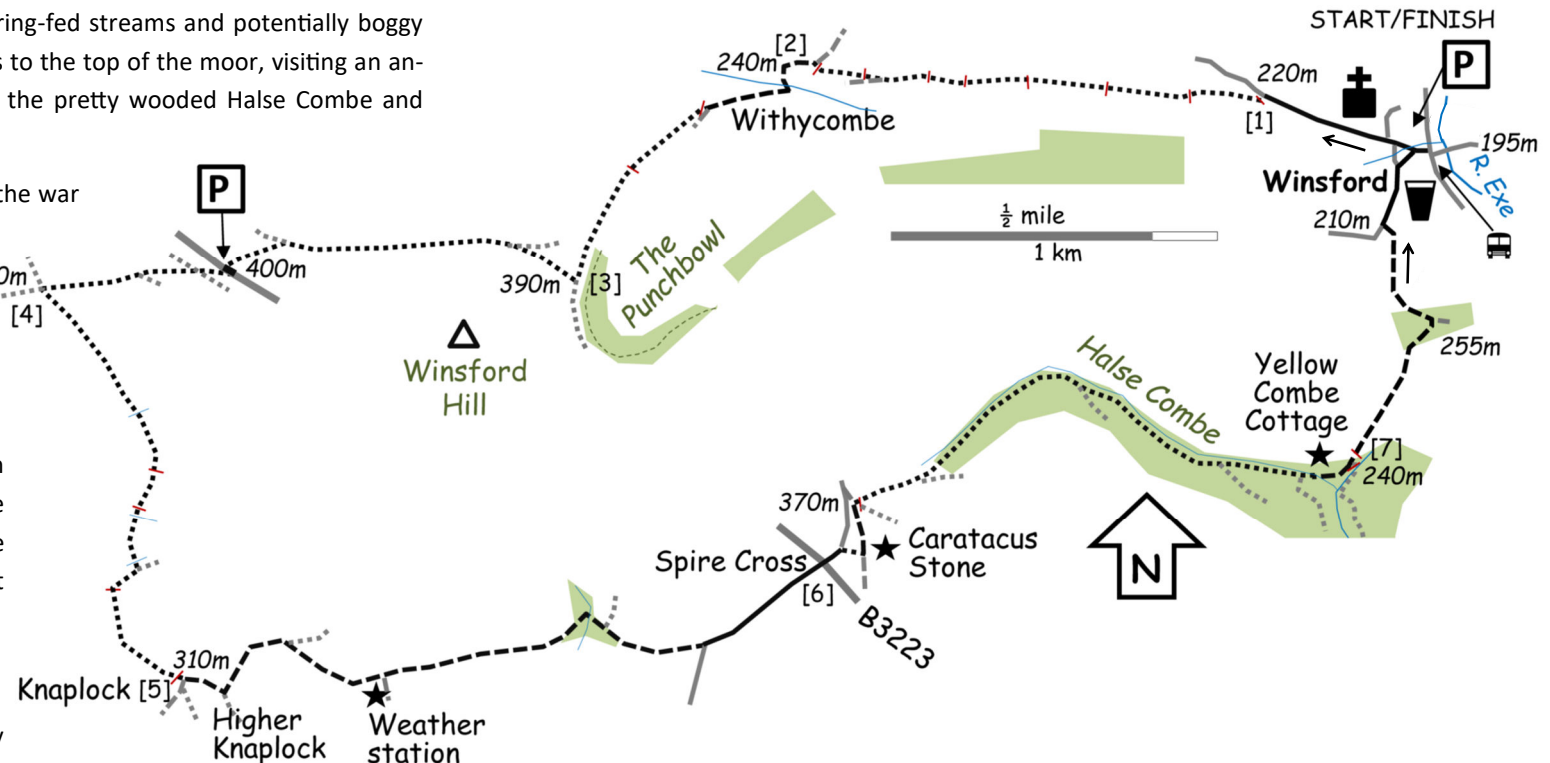 ring-fed streams and potentially boggy
s to the top of the moor, visiting an an-
the pretty wooded Halse Combe and
the war
START/FINISH
P
[2]
240m
220m
Withycombe
[1]
195m
Winsford
R. Exe
210m
P
½ mile
1 km
400m
390m
[3]
The
Punchbowl
0m
[4]
Winsford
Hill
255m
Halse Combe
Yellow
Combe
Cottage
[7]
240m
370m
Caratacus
Stone
Spire Cross
[6]
N
B3223
310m
Knaplock [5]
Higher
Knaplock
Weather
station